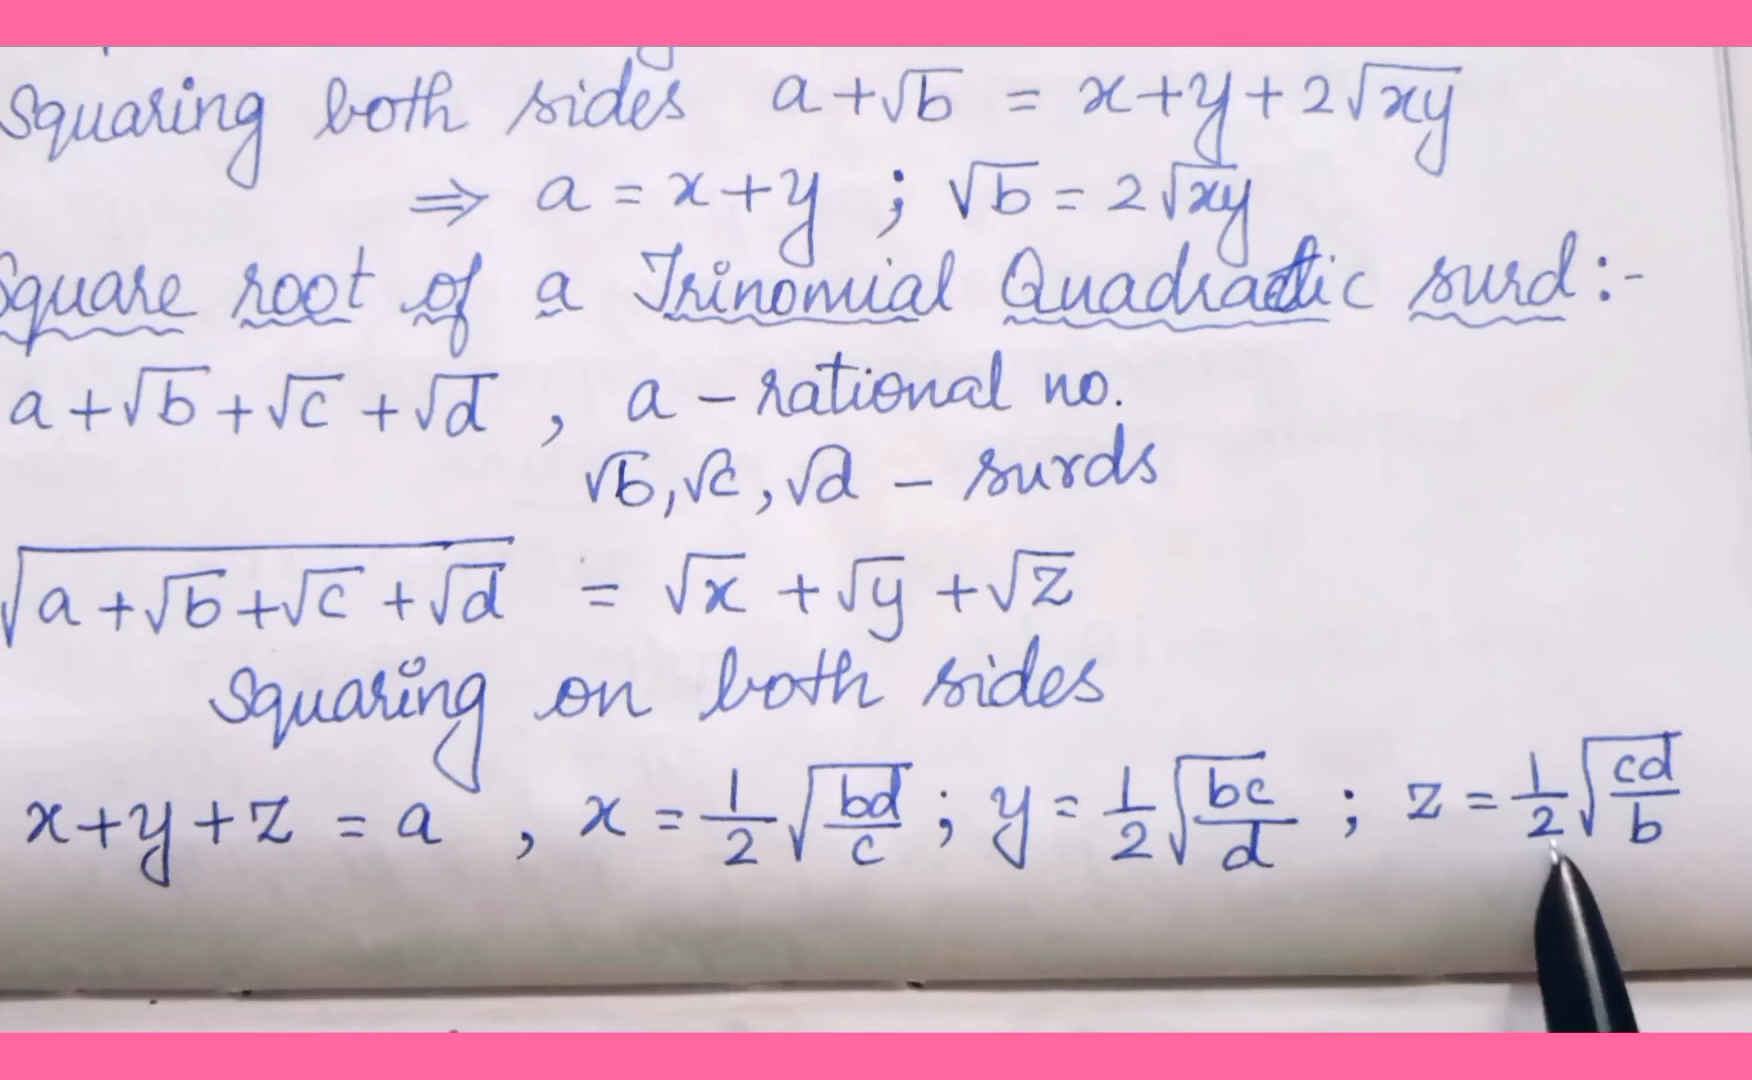 Squaring both sides a+√b = x+y+2√xy
⇒ a = x+y ; √b = 2√xy
Square root of a Trinomial Quadratic surd:-
a+√b+√c+√d , a – rational no.
√b,√c,√d – surds
√(a+√b+√c+√d) = √x+√y+√z
Squaring on both sides
x+y+z = a , x = 1/2 √(bd/c) ; y = 1/2 √(bc/d) ; z = 1/2 √(cd/b)